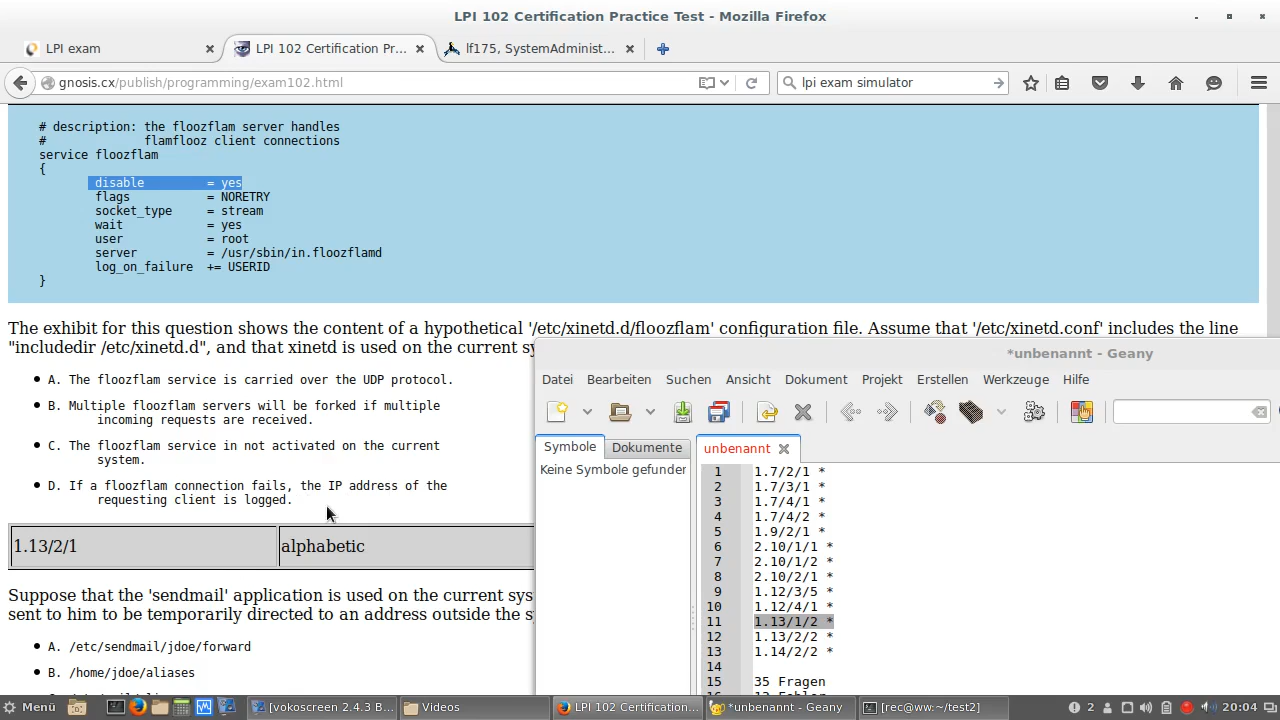 LPI 102 Certification Practice Test - Mozilla Firefox
LPI exam
LPI 102 Certification Pr...
lf175, SystemAdminist...
gnosis.cx/publish/programming/exam102.html
lpi exam simulator
# description: the floozflam server handles
# flamflooz client connections
service floozflam
{
disable = yes
flags = NORETRY
socket_type = stream
wait = yes
user = root
server = /usr/sbin/in.floozflamd
log_on_failure += USERID
}
The exhibit for this question shows the content of a hypothetical '/etc/xinetd.d/floozflam' configuration file. Assume that '/etc/xinetd.conf' includes the line
"includedir /etc/xinetd.d", and that xinetd is used on the current sy
A. The floozflam service is carried over the UDP protocol.
B. Multiple floozflam servers will be forked if multiple
incoming requests are received.
C. The floozflam service in not activated on the current
system.
D. If a floozflam connection fails, the IP address of the
requesting client is logged.
1.13/2/1
alphabetic
Suppose that the 'sendmail' application is used on the current sys
sent to him to be temporarily directed to an address outside the s
A. /etc/sendmail/jdoe/forward
B. /home/jdoe/aliases
*unbenannt - Geany
Datei Bearbeiten Suchen Ansicht Dokument Projekt Erstellen Werkzeuge Hilfe
Symbole Dokumente
unbenannt
Keine Symbole gefunden
1 1.7/2/1 *
2 1.7/3/1 *
3 1.7/4/1 *
4 1.7/4/2 *
5 1.9/2/1 *
6 2.10/1/1 *
7 2.10/1/2 *
8 2.10/2/1 *
9 1.12/3/5 *
10 1.12/4/1 *
11 1.13/1/2 *
12 1.13/2/2 *
13 1.14/2/2 *
14
15 35 Fragen
Menü
[vokoscreen 2.4.3 B...
Videos
LPI 102 Certification...
*unbenannt - Geany
[rec@ww:~/test2]
2
20:04